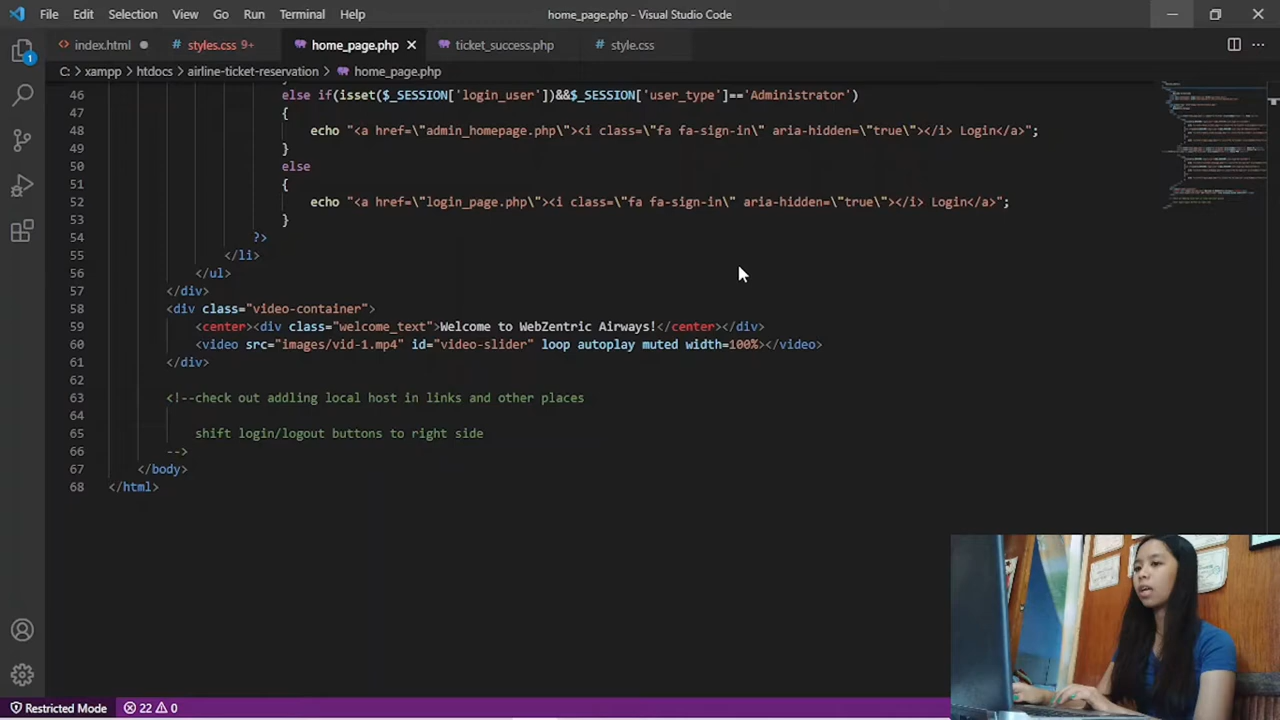 File Edit Selection View Go Run Terminal Help home_page.php - Visual Studio Code
index.html styles.css 9+ home_page.php ticket_success.php style.css
C: > xampp > htdocs > airline-ticket-reservation > home_page.php
1
46 else if(isset($_SESSION['login_user'])&&$_SESSION['user_type']=='Administrator')
47 {
48 echo "<a href=\"admin_homepage.php\"><i class=\"fa fa-sign-in\" aria-hidden=\"true\"></i> Login</a>";
49 }
50 else
51 {
52 echo "<a href=\"login_page.php\"><i class=\"fa fa-sign-in\" aria-hidden=\"true\"></i> Login</a>";
53 }
54 ?>
55 </li>
56 </ul>
57 </div>
58 <div class="video-container">
59 <center><div class="welcome_text">Welcome to WebZentric Airways!</center></div>
60 <video src="images/vid-1.mp4" id="video-slider" loop autoplay muted width=100%></video>
61 </div>
62
63 <!--check out addling local host in links and other places
64
65 shift login/logout buttons to right side
66 -->
67 </body>
68 </html>
Restricted Mode 22 0